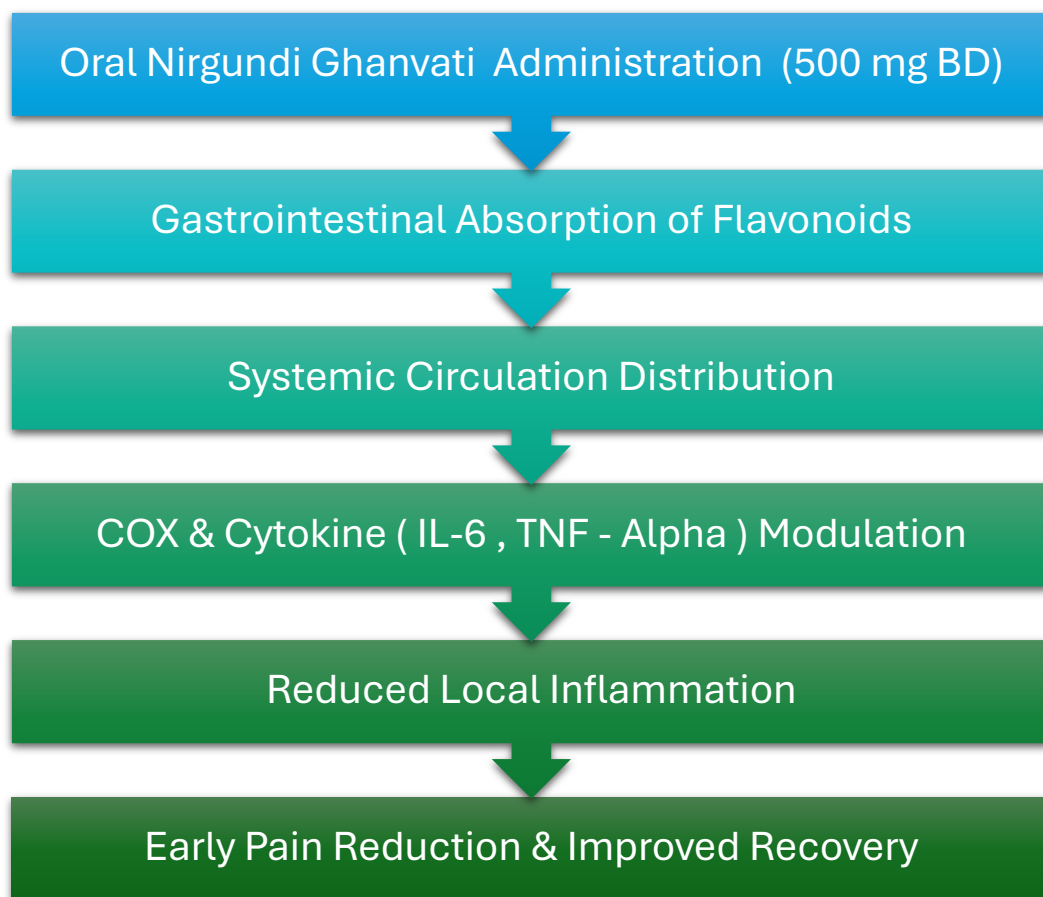 Oral Nirgundi Ghanvati Administration (500 mg BD)
Gastrointestinal Absorption of Flavonoids
Systemic Circulation Distribution
COX & Cytokine ( IL-6 , TNF - Alpha ) Modulation
Reduced Local Inflammation
Early Pain Reduction & Improved Recovery